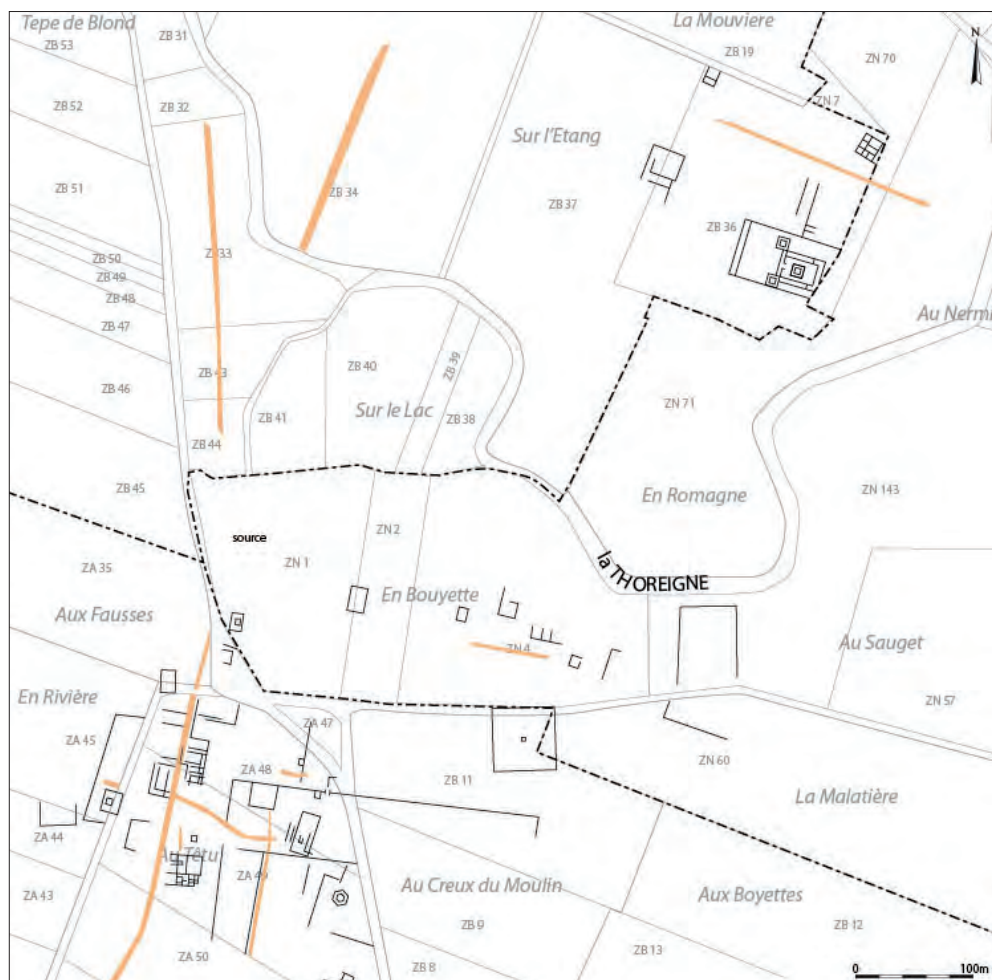 Tepe de Blond
ZB 31
La Mouviere
N
ZB 53
ZB 19
ZN 70
ZB 32
ZN 7
ZB 52
Sur l'Etang
ZB 51
ZB 34
ZB 37
ZB 36
ZB 33
ZB 50
ZB 49
ZB 48
ZB 47
Au Nermi
ZB 43
ZB 40
ZB 39
ZB 46
ZN 71
Sur le Lac
ZB 41
ZB 38
ZB 44
ZB 45
En Romagne
ZN 143
ZN 2
source
ZN 1
la THOREIGNE
ZA 35
En Bouyette
Aux Fausses
Au Sauget
ZN 4
En Rivière
ZN 57
ZA 47
ZA 45
ZA 48
ZB 11
ZN 60
La Malatière
ZA 44
Au Têtu
ZA 49
Au Creux du Moulin
Aux Boyettes
ZA 43
ZB 9
ZB 12
ZB 13
ZA 50
ZB 8
0 100m